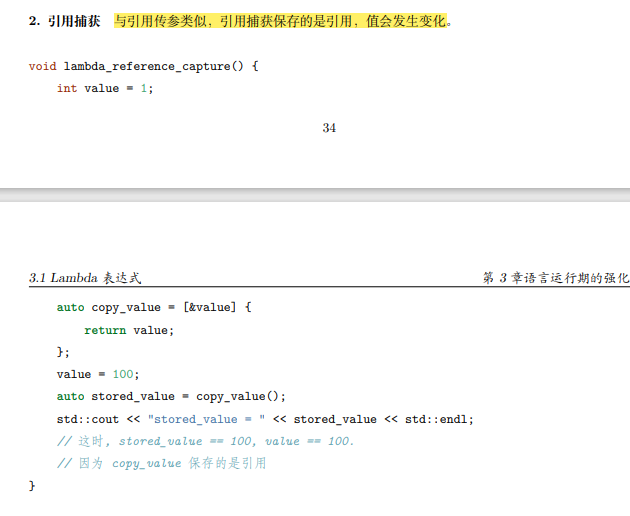 2. 引用捕获 与引用传参类似，引用捕获保存的是引用，值会发生变化。
void lambda_reference_capture() {
    int value = 1;
34
3.1 Lambda 表达式 第 3 章语言运行期的强化
    auto copy_value = [&value] {
        return value;
    };
    value = 100;
    auto stored_value = copy_value();
    std::cout << "stored_value = " << stored_value << std::endl;
    // 这时, stored_value == 100, value == 100.
    // 因为 copy_value 保存的是引用
}